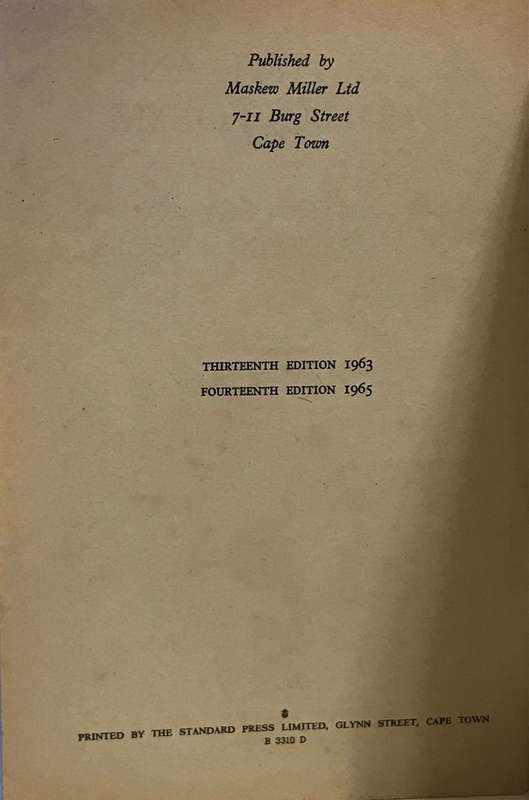 Published by
Maskew Miller Ltd
7-11 Burg Street
Cape Town
THIRTEENTH EDITION 1963
FOURTEENTH EDITION 1965
PRINTED BY THE STANDARD PRESS LIMITED, GLYNN STREET, CAPE TOWN
B 3310 D